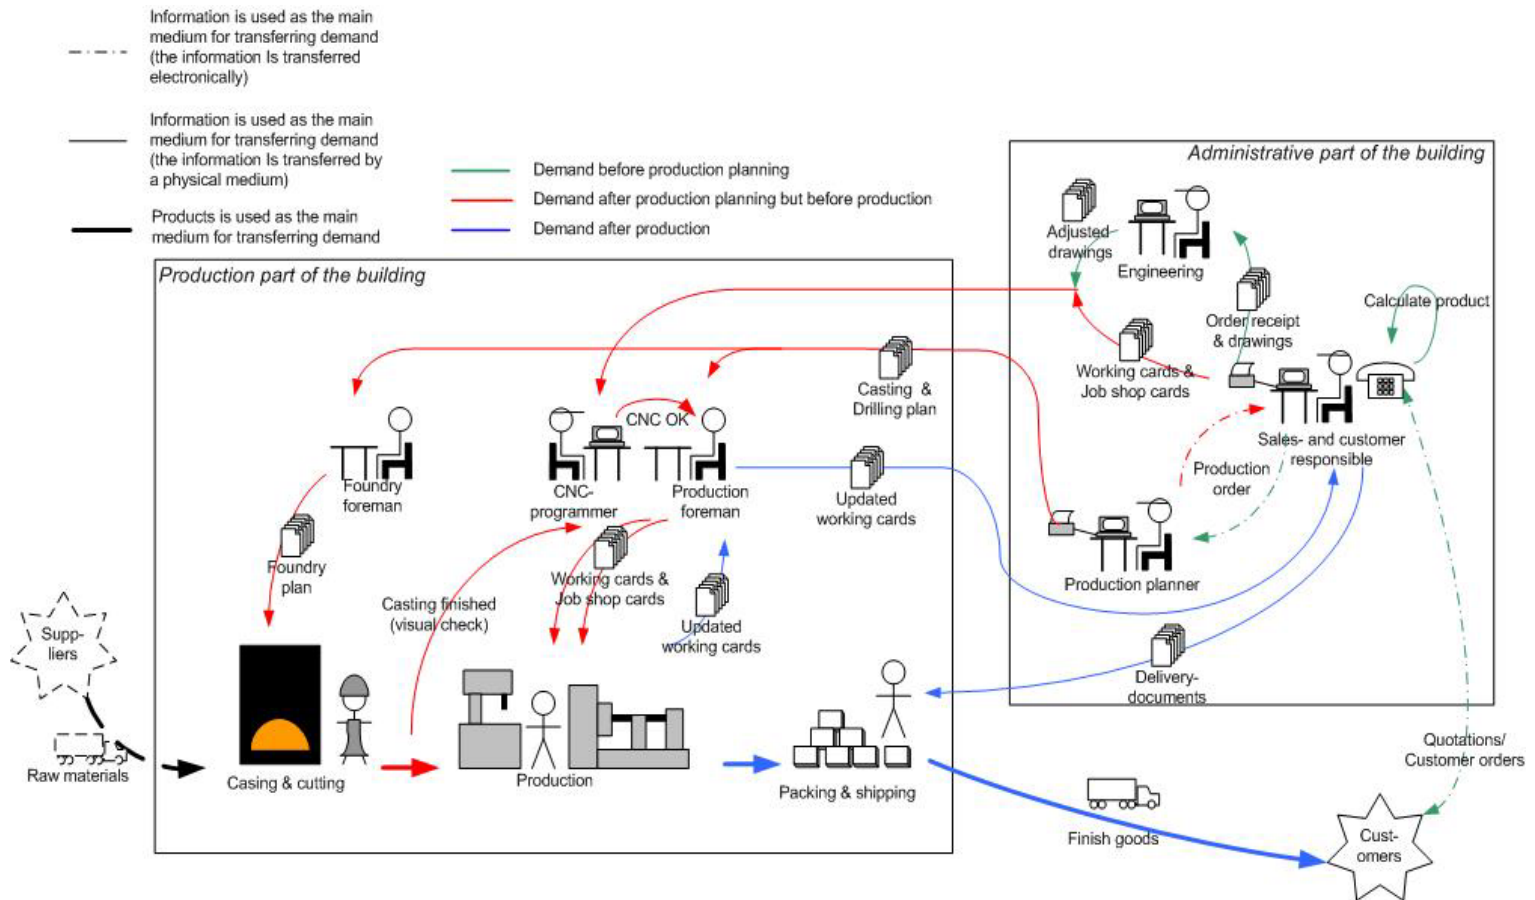 Information is used as the main
medium for transferring demand
(the information Is transferred
electronically)
Information is used as the main
medium for transferring demand
(the information Is transferred by
a physical medium)
Products is used as the main
medium for transferring demand
Demand before production planning
Demand after production planning but before production
Demand after production
Administrative part of the building
Adjusted
drawings
Engineering
Order receipt
& drawings
Calculate product
Working cards &
Job shop cards
Sales- and customer
responsible
Production
order
Production planner
Delivery-
documents
Production part of the building
Casting &
Drilling plan
CNC OK
Foundry
foreman
CNC-
programmer
Production
foreman
Updated
working cards
Foundry
plan
Working cards &
Job shop cards
Casting finished
(visual check)
Updated
working cards
Supp-
liers
Raw materials
Casing & cutting
Production
Packing & shipping
Finish goods
Quotations/
Customer orders
Cust-
omers